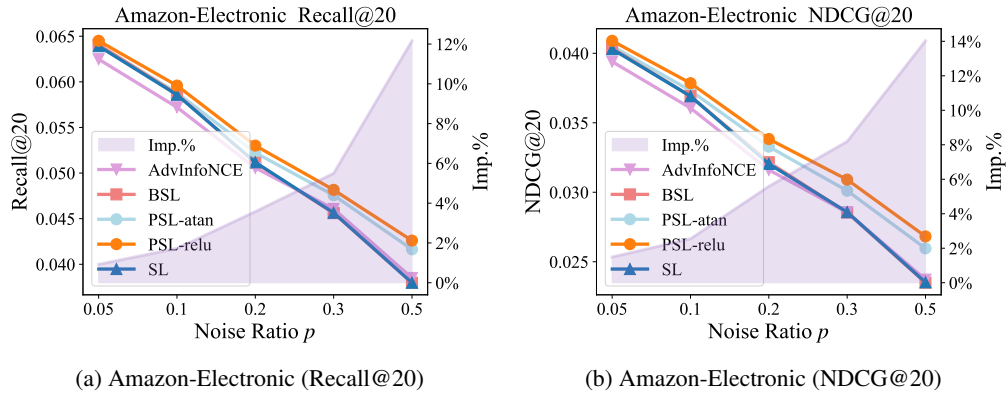 Amazon-Electronic Recall@20
0.065
0.060
0.055
0.050
0.045
0.040
Recall@20
12%
10%
8%
6%
4%
2%
0%
Imp.%
Imp.%
AdvInfoNCE
BSL
PSL-atan
PSL-relu
SL
0.05 0.1 0.2 0.3 0.5
Noise Ratio p
(a) Amazon-Electronic (Recall@20)
Amazon-Electronic NDCG@20
0.040
0.035
0.030
0.025
NDCG@20
14%
12%
10%
8%
6%
4%
2%
0%
Imp.%
Imp.%
AdvInfoNCE
BSL
PSL-atan
PSL-relu
SL
0.05 0.1 0.2 0.3 0.5
Noise Ratio p
(b) Amazon-Electronic (NDCG@20)